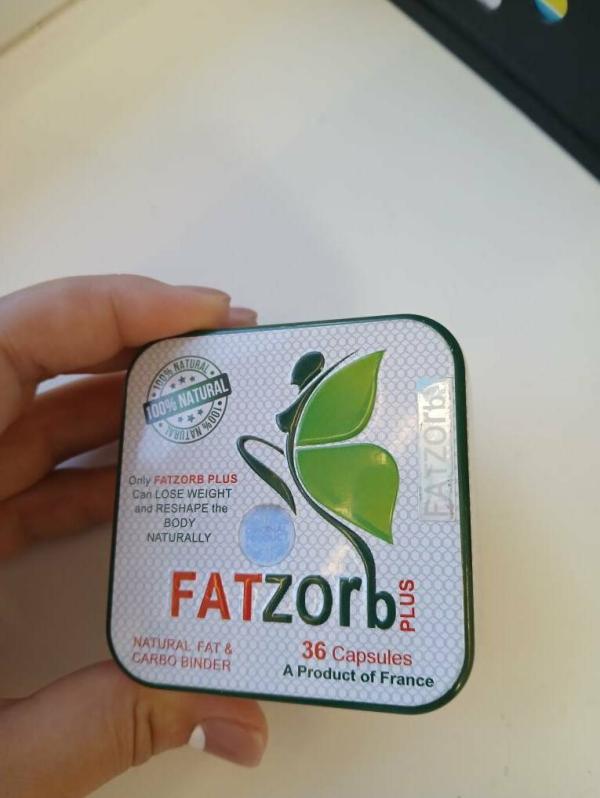 100% NATURAL
100% NATURAL
100% NATURAL
Only FATZORB PLUS
Can LOSE WEIGHT
and RESHAPE the
BODY
NATURALLY
FATZOrb
FATZOrb PLUS
NATURAL FAT &
CARBO BINDER
36 Capsules
A Product of France